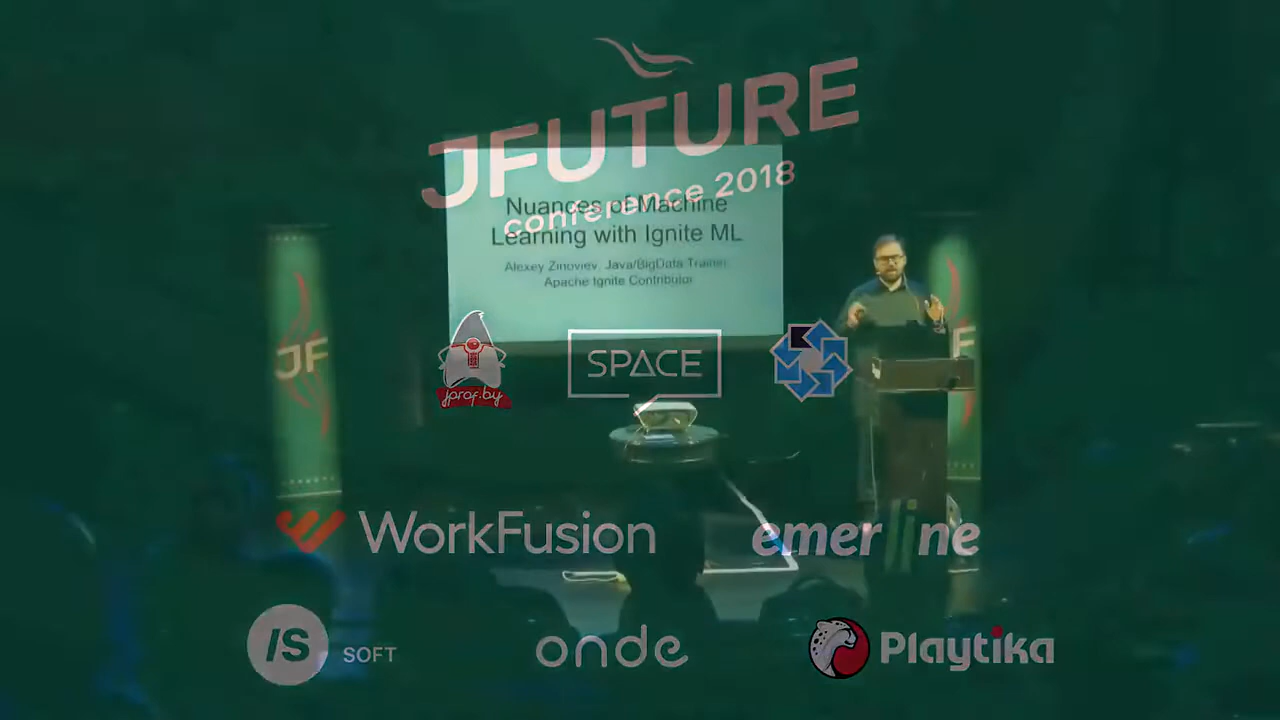 JFUTURE
conference 2018
Nuances of Machine
Learning with Ignite ML
Alexey Zinoviev, Java/BigData Trainer
Apache Ignite Contributor
JF
F
jprof.by
SPACE
WorkFusion
emerline
IS SOFT
onde
Playtika